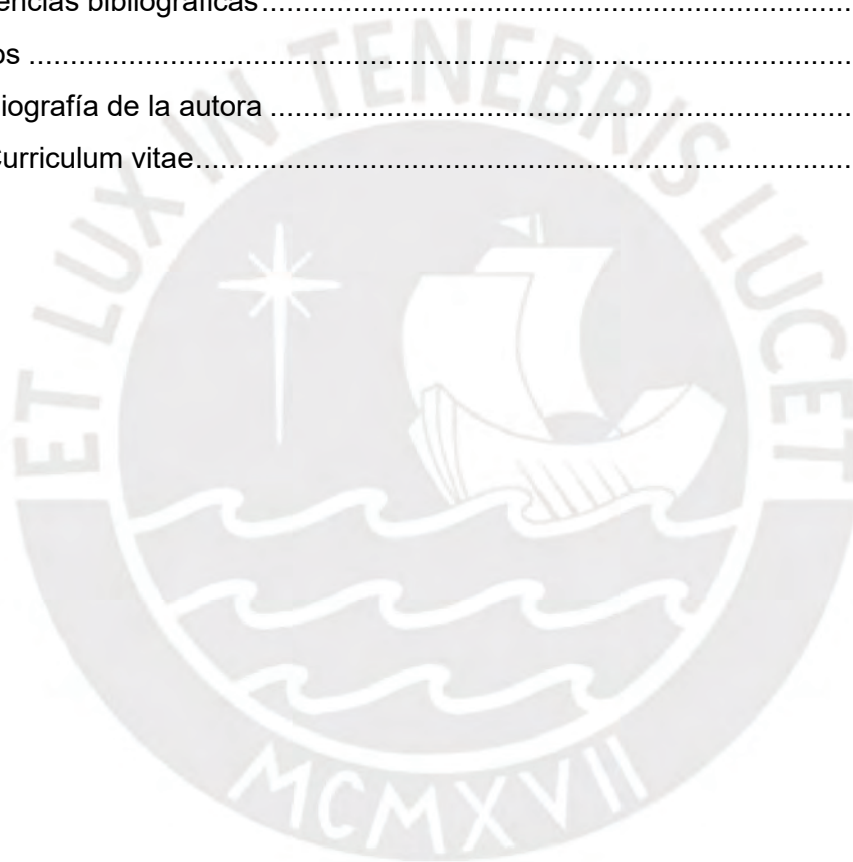 encias bibliográficas................................................................................
os ................................................................................................................
iografía de la autora ................................................................................
Curriculum vitae........................................................................................
ET LUX IN TENEBRIS LUCET
MCMXVII